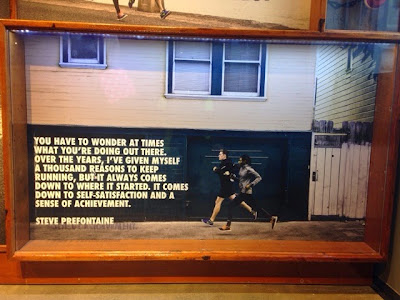 YOU HAVE TO WONDER AT TIMES
WHAT YOU'RE DOING OUT THERE.
OVER THE YEARS, I'VE GIVEN MYSELF
A THOUSAND REASONS TO KEEP
RUNNING, BUT IT ALWAYS COMES
DOWN TO WHERE IT STARTED. IT COMES
DOWN TO SELF-SATISFACTION AND A
SENSE OF ACHIEVEMENT.
STEVE PREFONTAINE